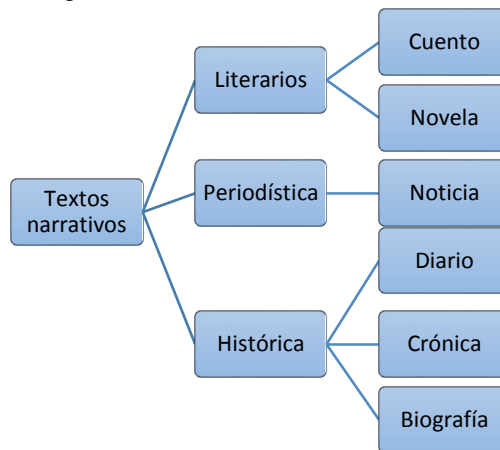 Textos
narrativos
Literarios
Cuento
Novela
Periodística
Noticia
Histórica
Diario
Crónica
Biografía